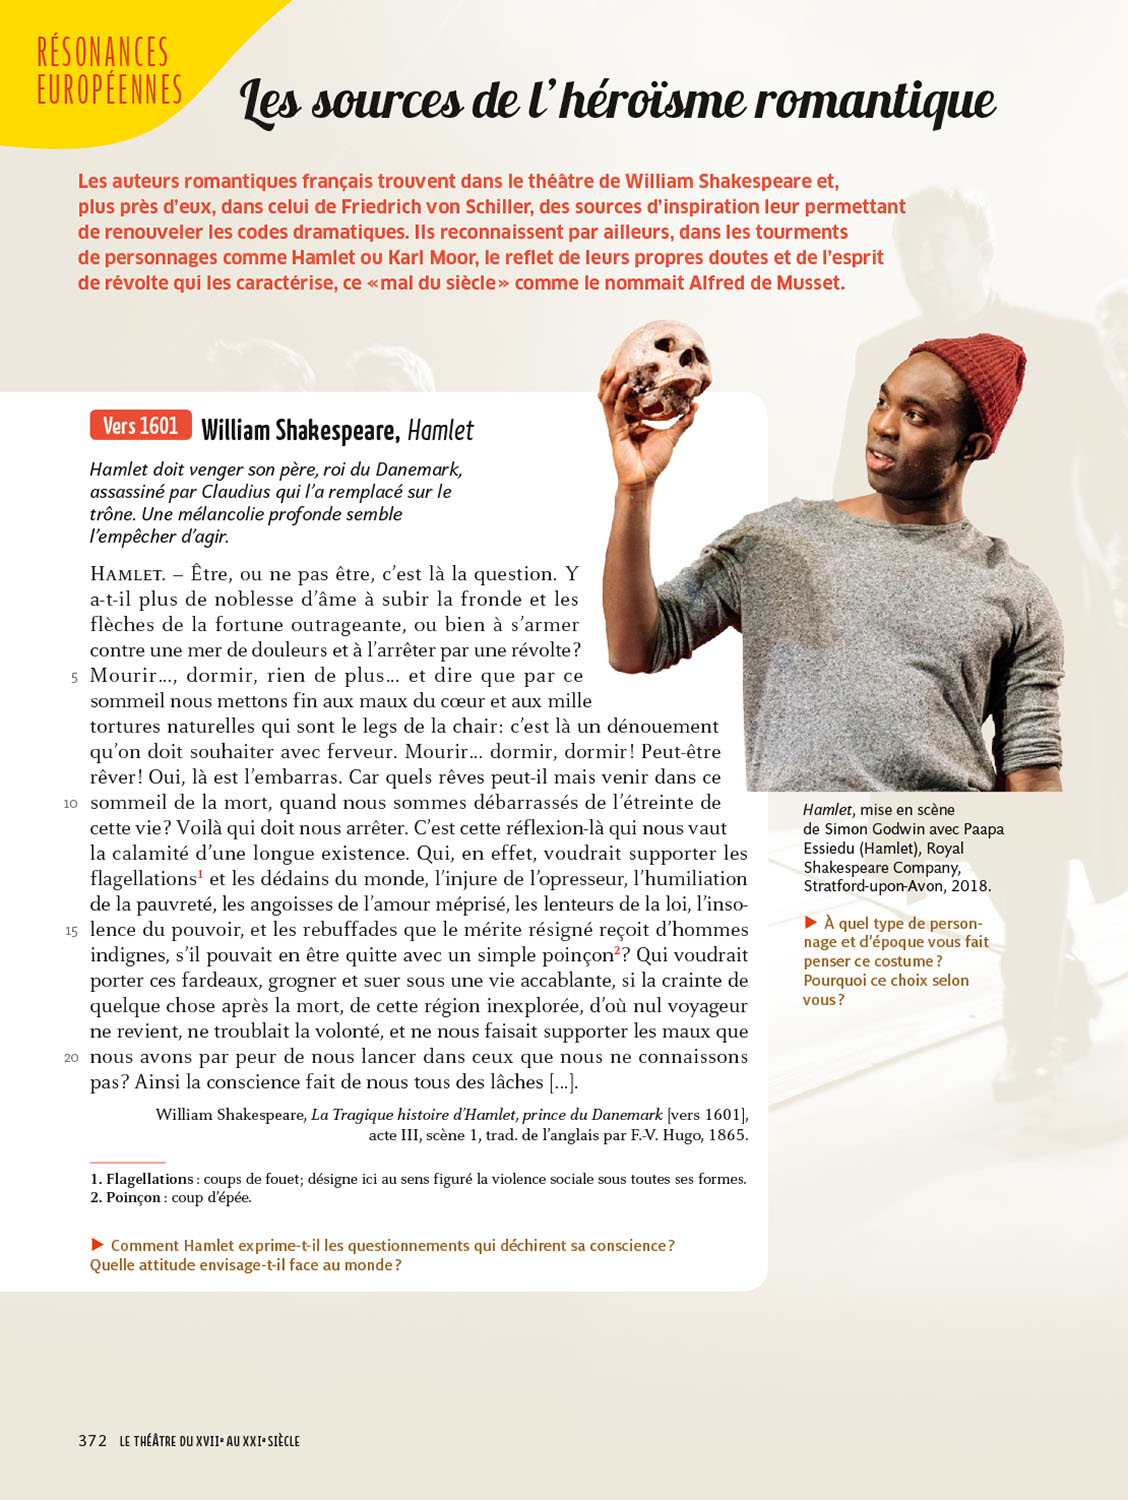 RÉSONANCES
EUROPÉENNES
Les sources de l’héroïsme romantique
Les auteurs romantiques français trouvent dans le théâtre de William Shakespeare et,
plus près d’eux, dans celui de Friedrich von Schiller, des sources d’inspiration leur permettant
de renouveler les codes dramatiques. Ils reconnaissent par ailleurs, dans les tourments
de personnages comme Hamlet ou Karl Moor, le reflet de leurs propres doutes et de l’esprit
de révolte qui les caractérise, ce « mal du siècle » comme le nommait Alfred de Musset.
Vers 1601 William Shakespeare, Hamlet
Hamlet doit venger son père, roi du Danemark,
assassiné par Claudius qui l’a remplacé sur le
trône. Une mélancolie profonde semble
l’empêcher d’agir.
HAMLET. – Être, ou ne pas être, c’est là la question. Y
a-t-il plus de noblesse d’âme à subir la fronde et les
flèches de la fortune outrageante, ou bien à s’armer
contre une mer de douleurs et à l’arrêter par une révolte ?
5 Mourir..., dormir, rien de plus... et dire que par ce
sommeil nous mettons fin aux maux du cœur et aux mille
tortures naturelles qui sont le legs de la chair : c’est là un dénouement
qu’on doit souhaiter avec ferveur. Mourir... dormir, dormir ! Peut-être
rêver ! Oui, là est l’embarras. Car quels rêves peut-il mais venir dans ce
10 sommeil de la mort, quand nous sommes débarrassés de l’étreinte de
cette vie ? Voilà qui doit nous arrêter. C’est cette réflexion-là qui nous vaut
la calamité d’une longue existence. Qui, en effet, voudrait supporter les
flagellations1 et les dédains du monde, l’injure de l’opresseur, l’humiliation
de la pauvreté, les angoisses de l’amour méprisé, les lenteurs de la loi, l’inso-
15 lence du pouvoir, et les rebuffades que le mérite résigné reçoit d’hommes
indignes, s’il pouvait en être quitte avec un simple poinçon2 ? Qui voudrait
porter ces fardeaux, grogner et suer sous une vie accablante, si la crainte de
quelque chose après la mort, de cette région inexplorée, d’où nul voyageur
ne revient, ne troublait la volonté, et ne nous faisait supporter les maux que
20 nous avons par peur de nous lancer dans ceux que nous ne connaissons
pas ? Ainsi la conscience fait de nous tous des lâches [...].
William Shakespeare, La Tragique histoire d’Hamlet, prince du Danemark [vers 1601],
acte III, scène 1, trad. de l’anglais par F.-V. Hugo, 1865.
1. Flagellations : coups de fouet ; désigne ici au sens figuré la violence sociale sous toutes ses formes.
2. Poinçon : coup d’épée.
▶ Comment Hamlet exprime-t-il les questionnements qui déchirent sa conscience ?
Quelle attitude envisage-t-il face au monde ?
Hamlet, mise en scène
de Simon Godwin avec Paapa
Essiedu (Hamlet), Royal
Shakespeare Company,
Stratford-upon-Avon, 2018.
▶ À quel type de person-
nage et d’époque vous fait
penser ce costume ?
Pourquoi ce choix selon
vous ?
372 LE THÉÂTRE DU XVIIe AU XXIe SIÈCLE